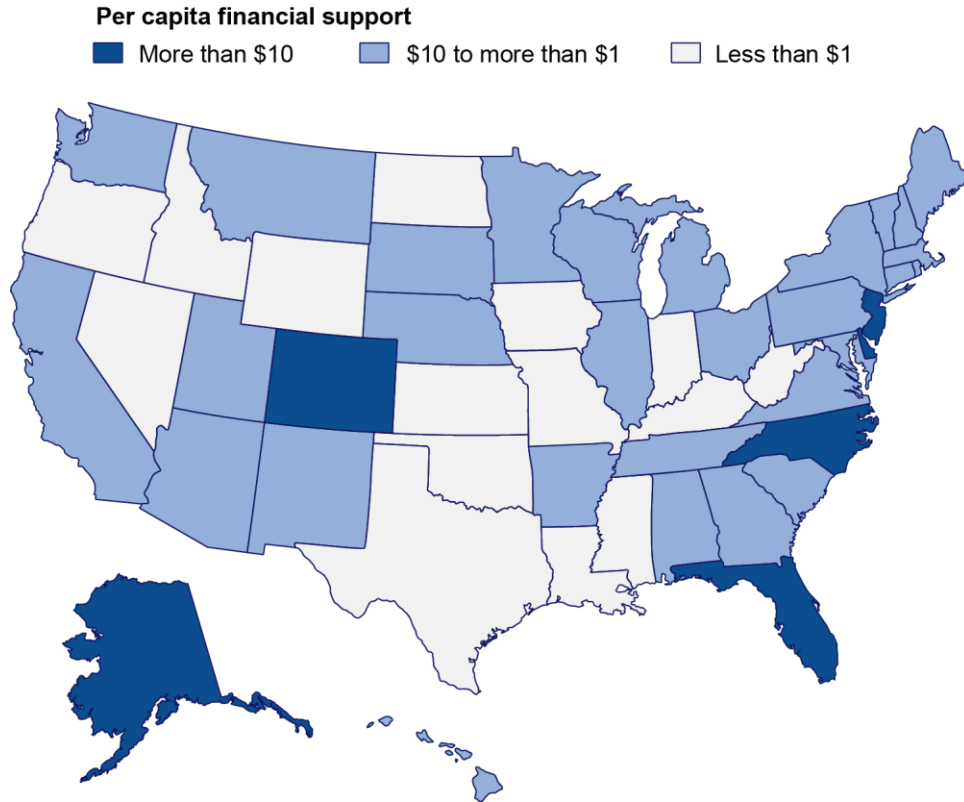 Per capita financial support
More than $10 $10 to more than $1 Less than $1